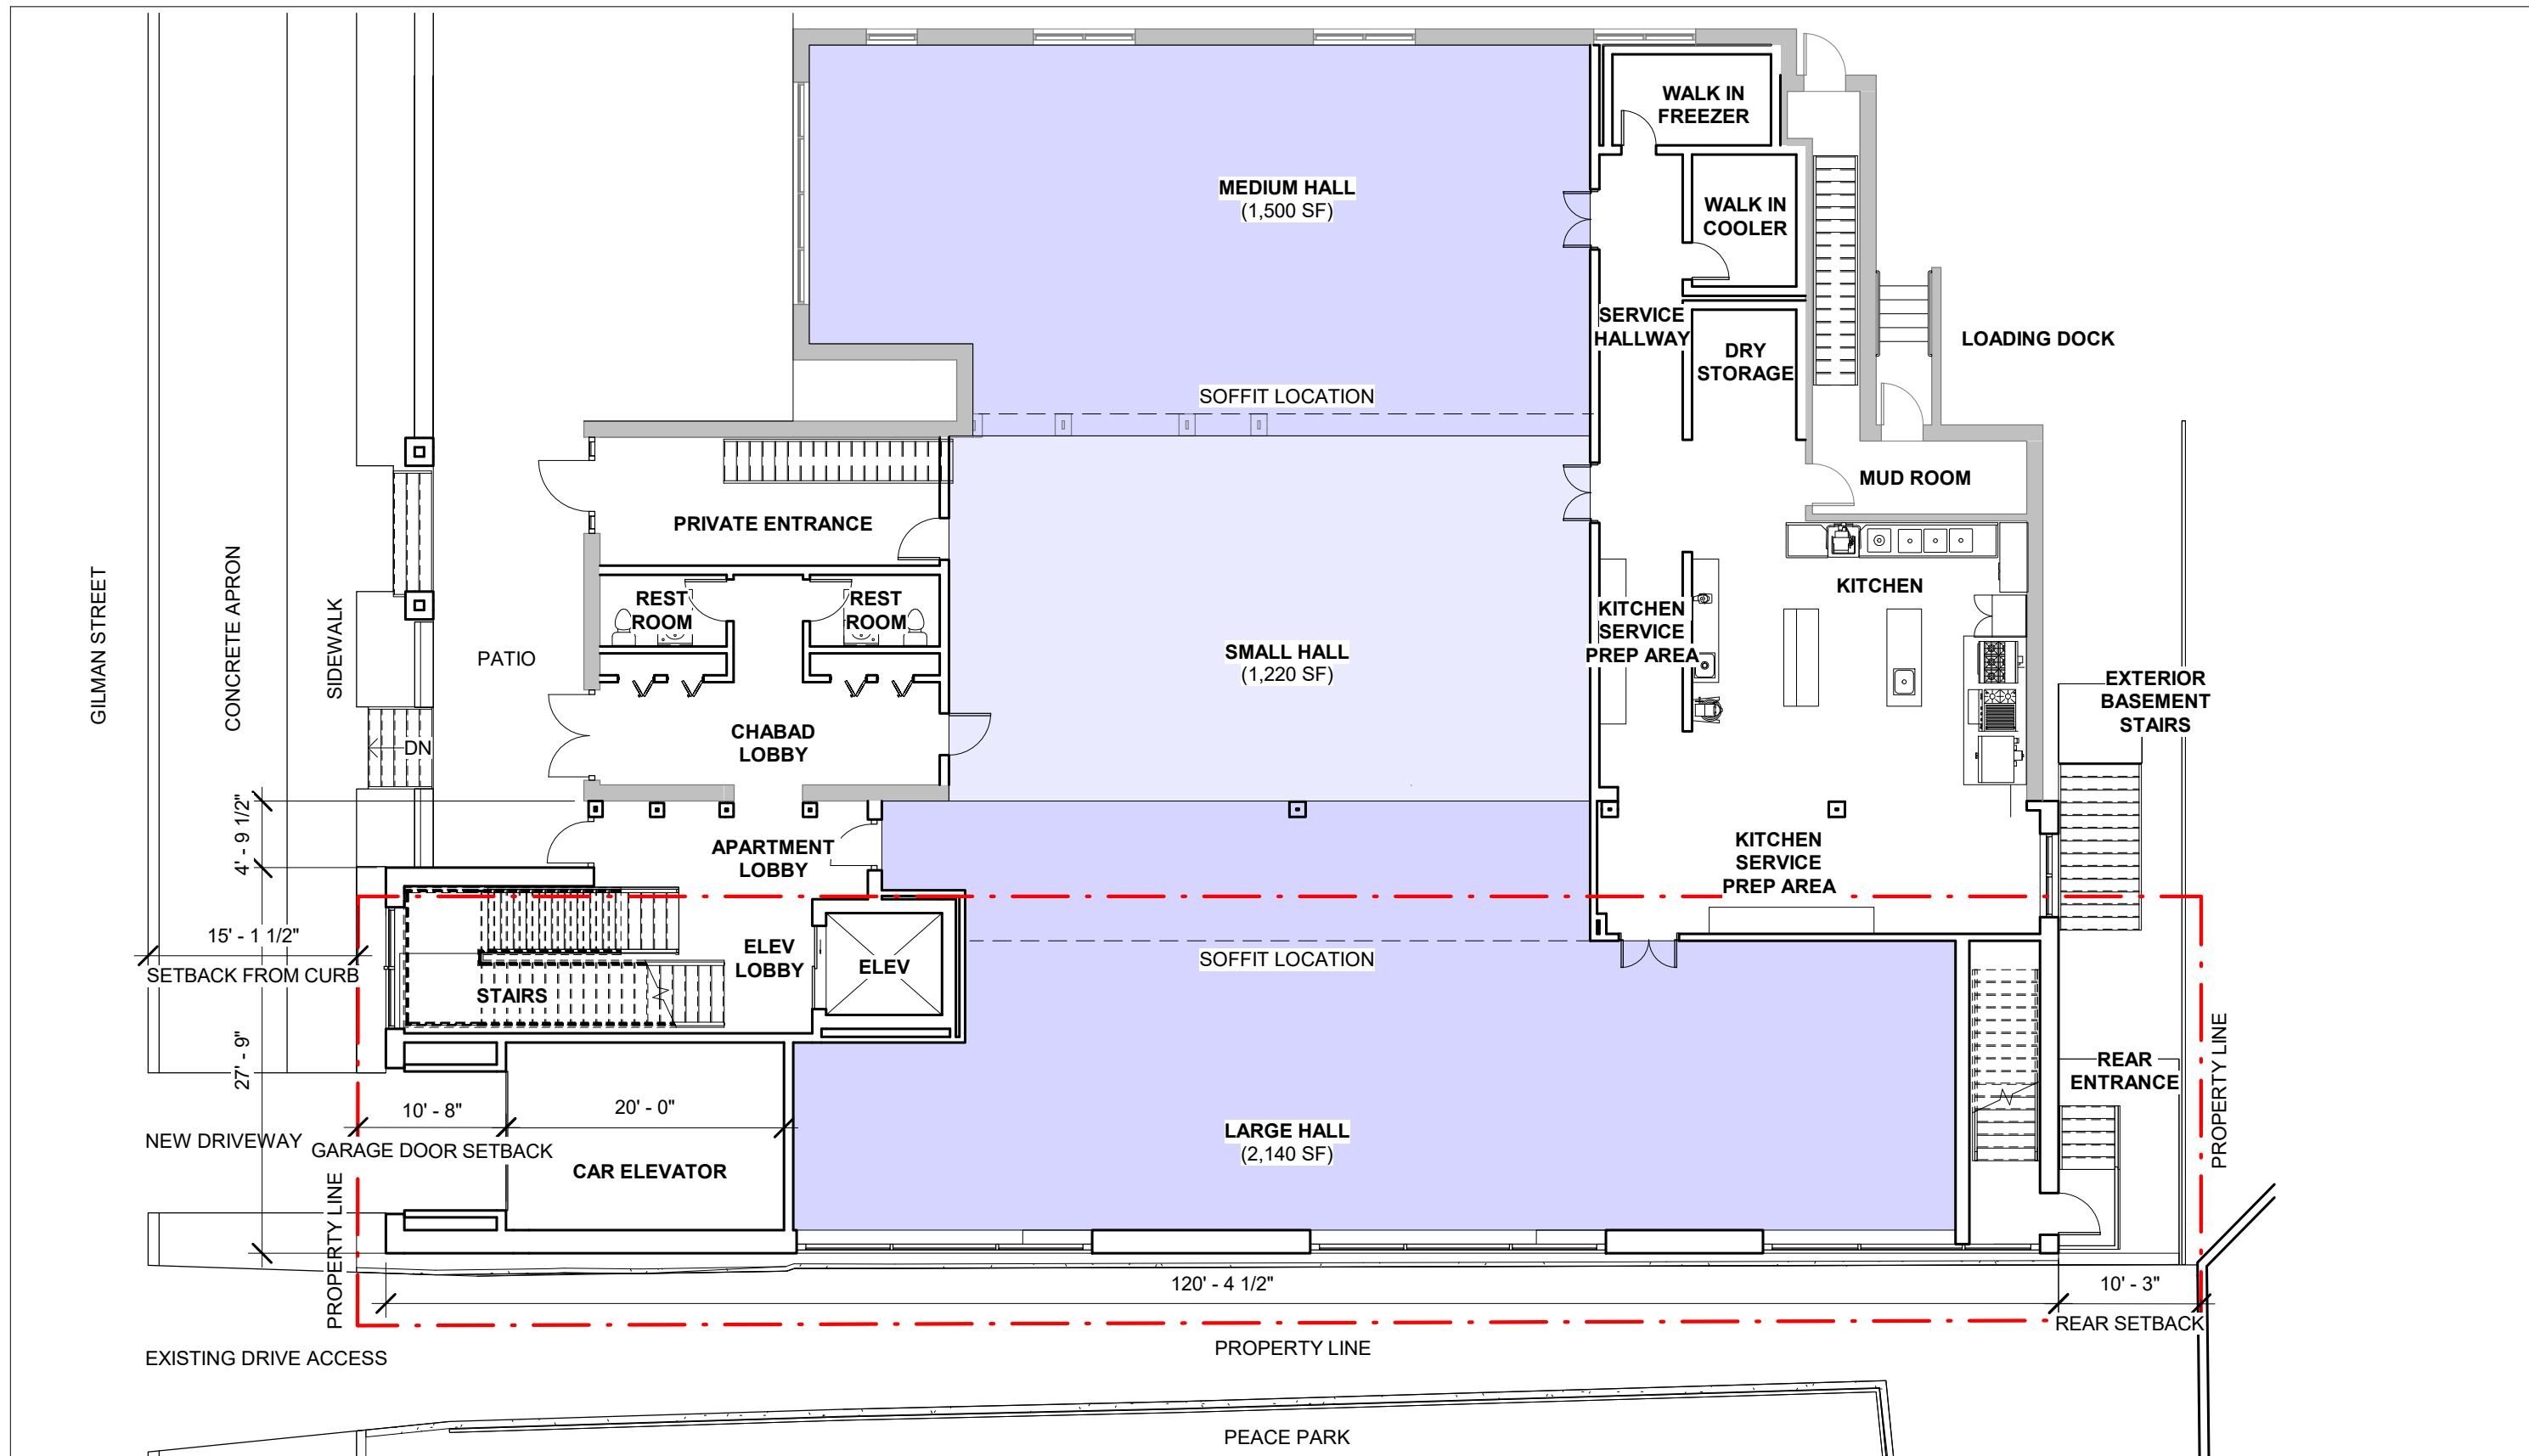 WALK IN
FREEZER
MEDIUM HALL
(1,500 SF)
WALK IN
COOLER
SERVICE
HALLWAY
LOADING DOCK
DRY
STORAGE
SOFFIT LOCATION
MUD ROOM
PRIVATE ENTRANCE
GILMAN STREET
CONCRETE APRON
SIDEWALK
PATIO
REST
ROOM
REST
ROOM
KITCHEN
KITCHEN
SERVICE
PREP AREA
SMALL HALL
(1,220 SF)
EXTERIOR
BASEMENT
STAIRS
CHABAD
LOBBY
DN
4' - 9 1/2"
APARTMENT
LOBBY
KITCHEN
SERVICE
PREP AREA
15' - 1 1/2"
SETBACK FROM CURB
ELEV
LOBBY
ELEV
SOFFIT LOCATION
STAIRS
27' - 9"
REAR
ENTRANCE
PROPERTY LINE
10' - 8"
20' - 0"
NEW DRIVEWAY
GARAGE DOOR SETBACK
LARGE HALL
(2,140 SF)
CAR ELEVATOR
PROPERTY LINE
120' - 4 1/2"
10' - 3"
REAR SETBACK
PROPERTY LINE
EXISTING DRIVE ACCESS
PEACE PARK